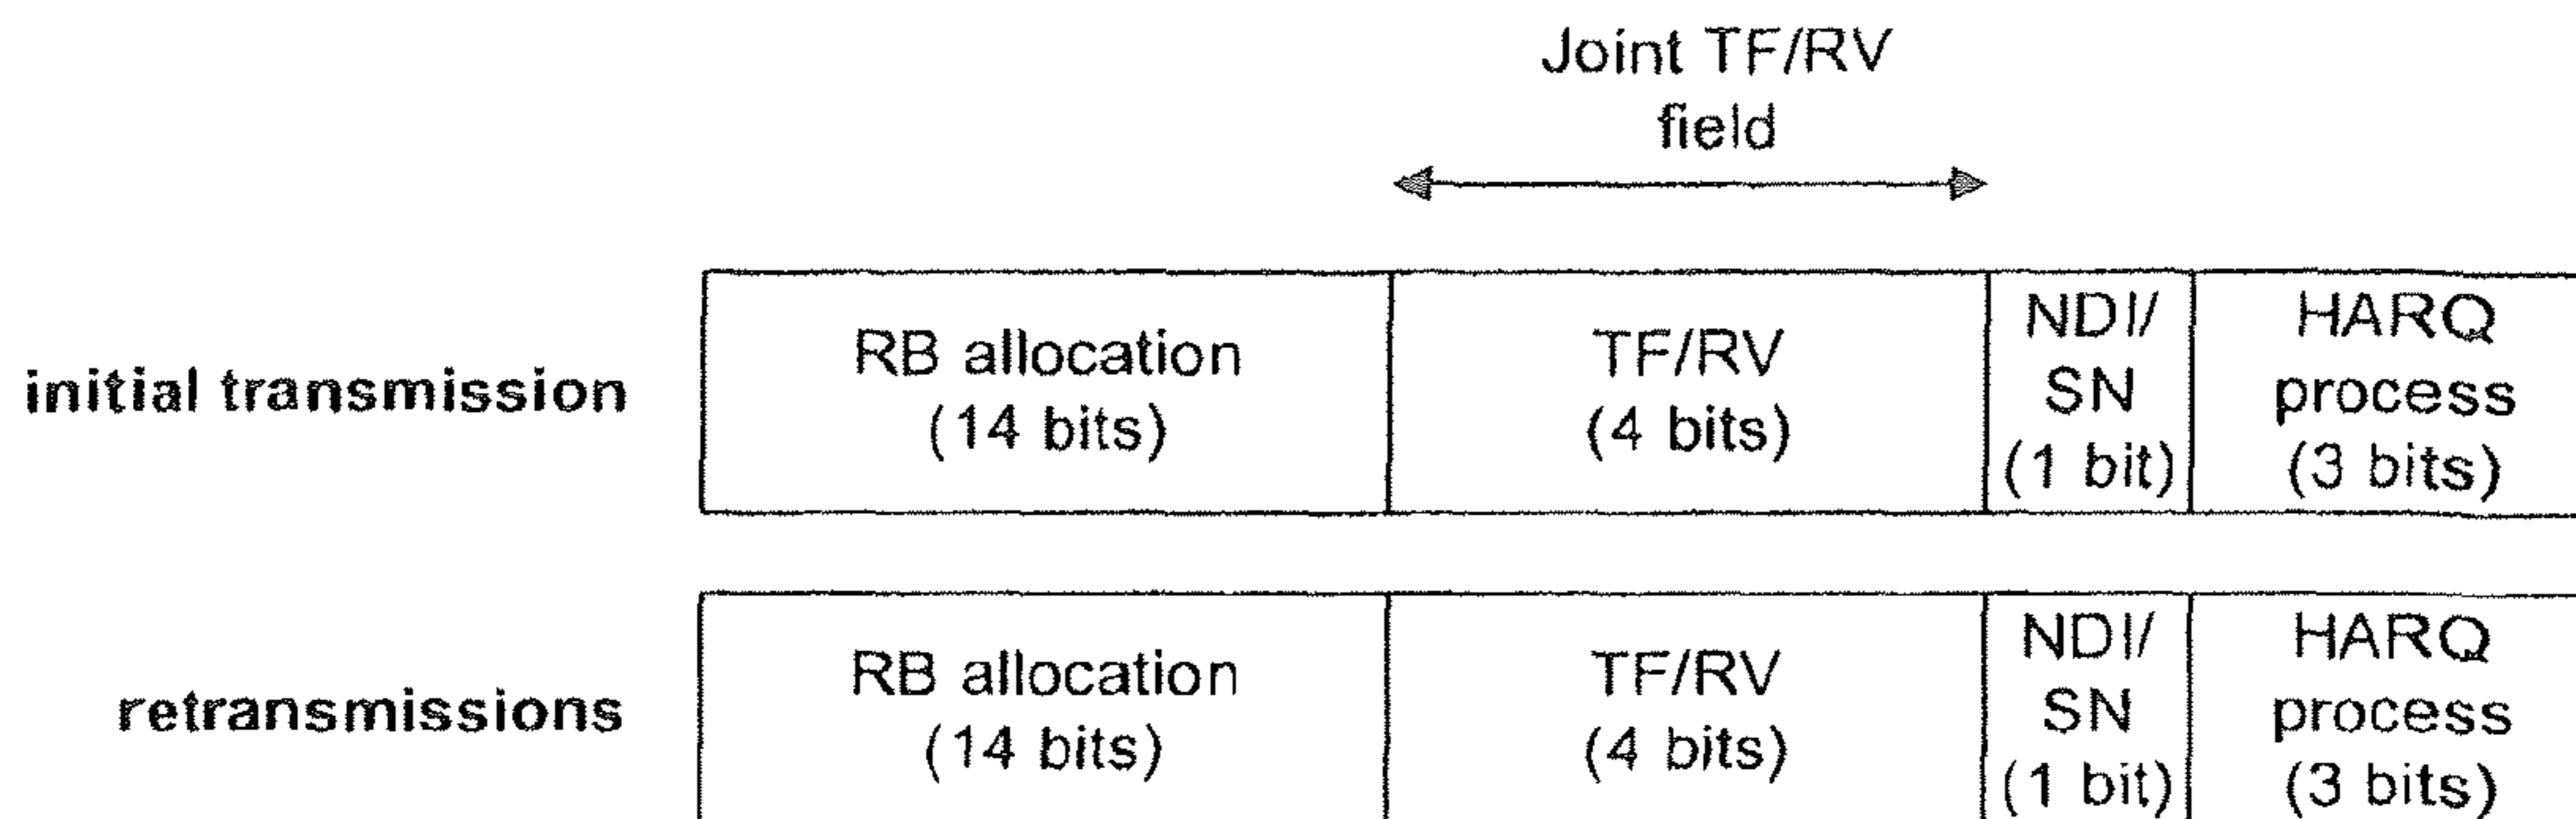 Joint TF/RV
field
initial transmission
RB allocation
(14 bits)
TF/RV
(4 bits)
NDI/
SN
(1 bit)
HARQ
process
(3 bits)
retransmissions
RB allocation
(14 bits)
TF/RV
(4 bits)
NDI/
SN
(1 bit)
HARQ
process
(3 bits)